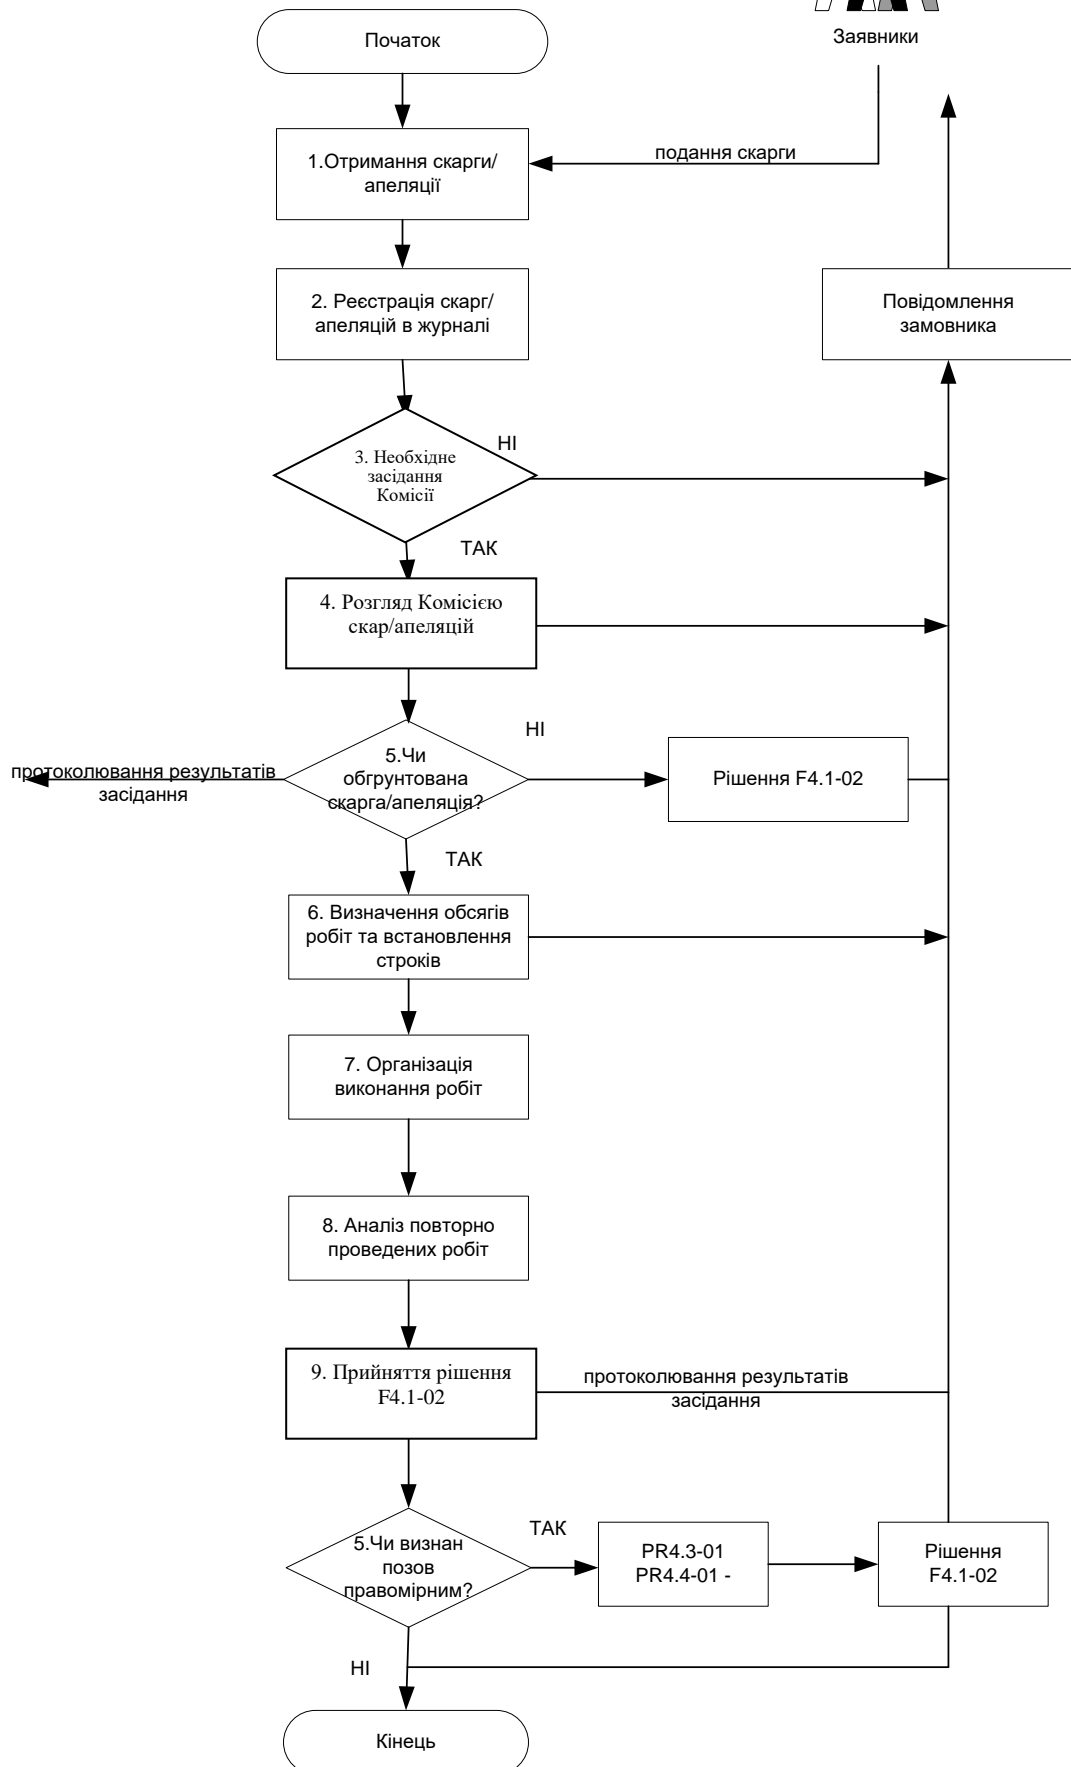 Початок
Заявники
подання скарги
1.Отримання скарги/
апеляції
2. Реєстрація скарг/
апеляцій в журналі
Повідомлення
замовника
3. Необхідне
засідання
Комісії
НІ
ТАК
4. Розгляд Комісією
скар/апеляцій
НІ
5.Чи
обгрунтована
скарга/апеляція?
протоколювання результатів
засідання
Рішення F4.1-02
ТАК
6. Визначення обсягів
робіт та встановлення
строків
7. Організація
виконання робіт
8. Аналіз повторно
проведених робіт
9. Прийняття рішення
F4.1-02
протоколювання результатів
засідання
5.Чи визнан
позов
правомірним?
ТАК
PR4.3-01
PR4.4-01 -
Рішення
F4.1-02
НІ
Кінець